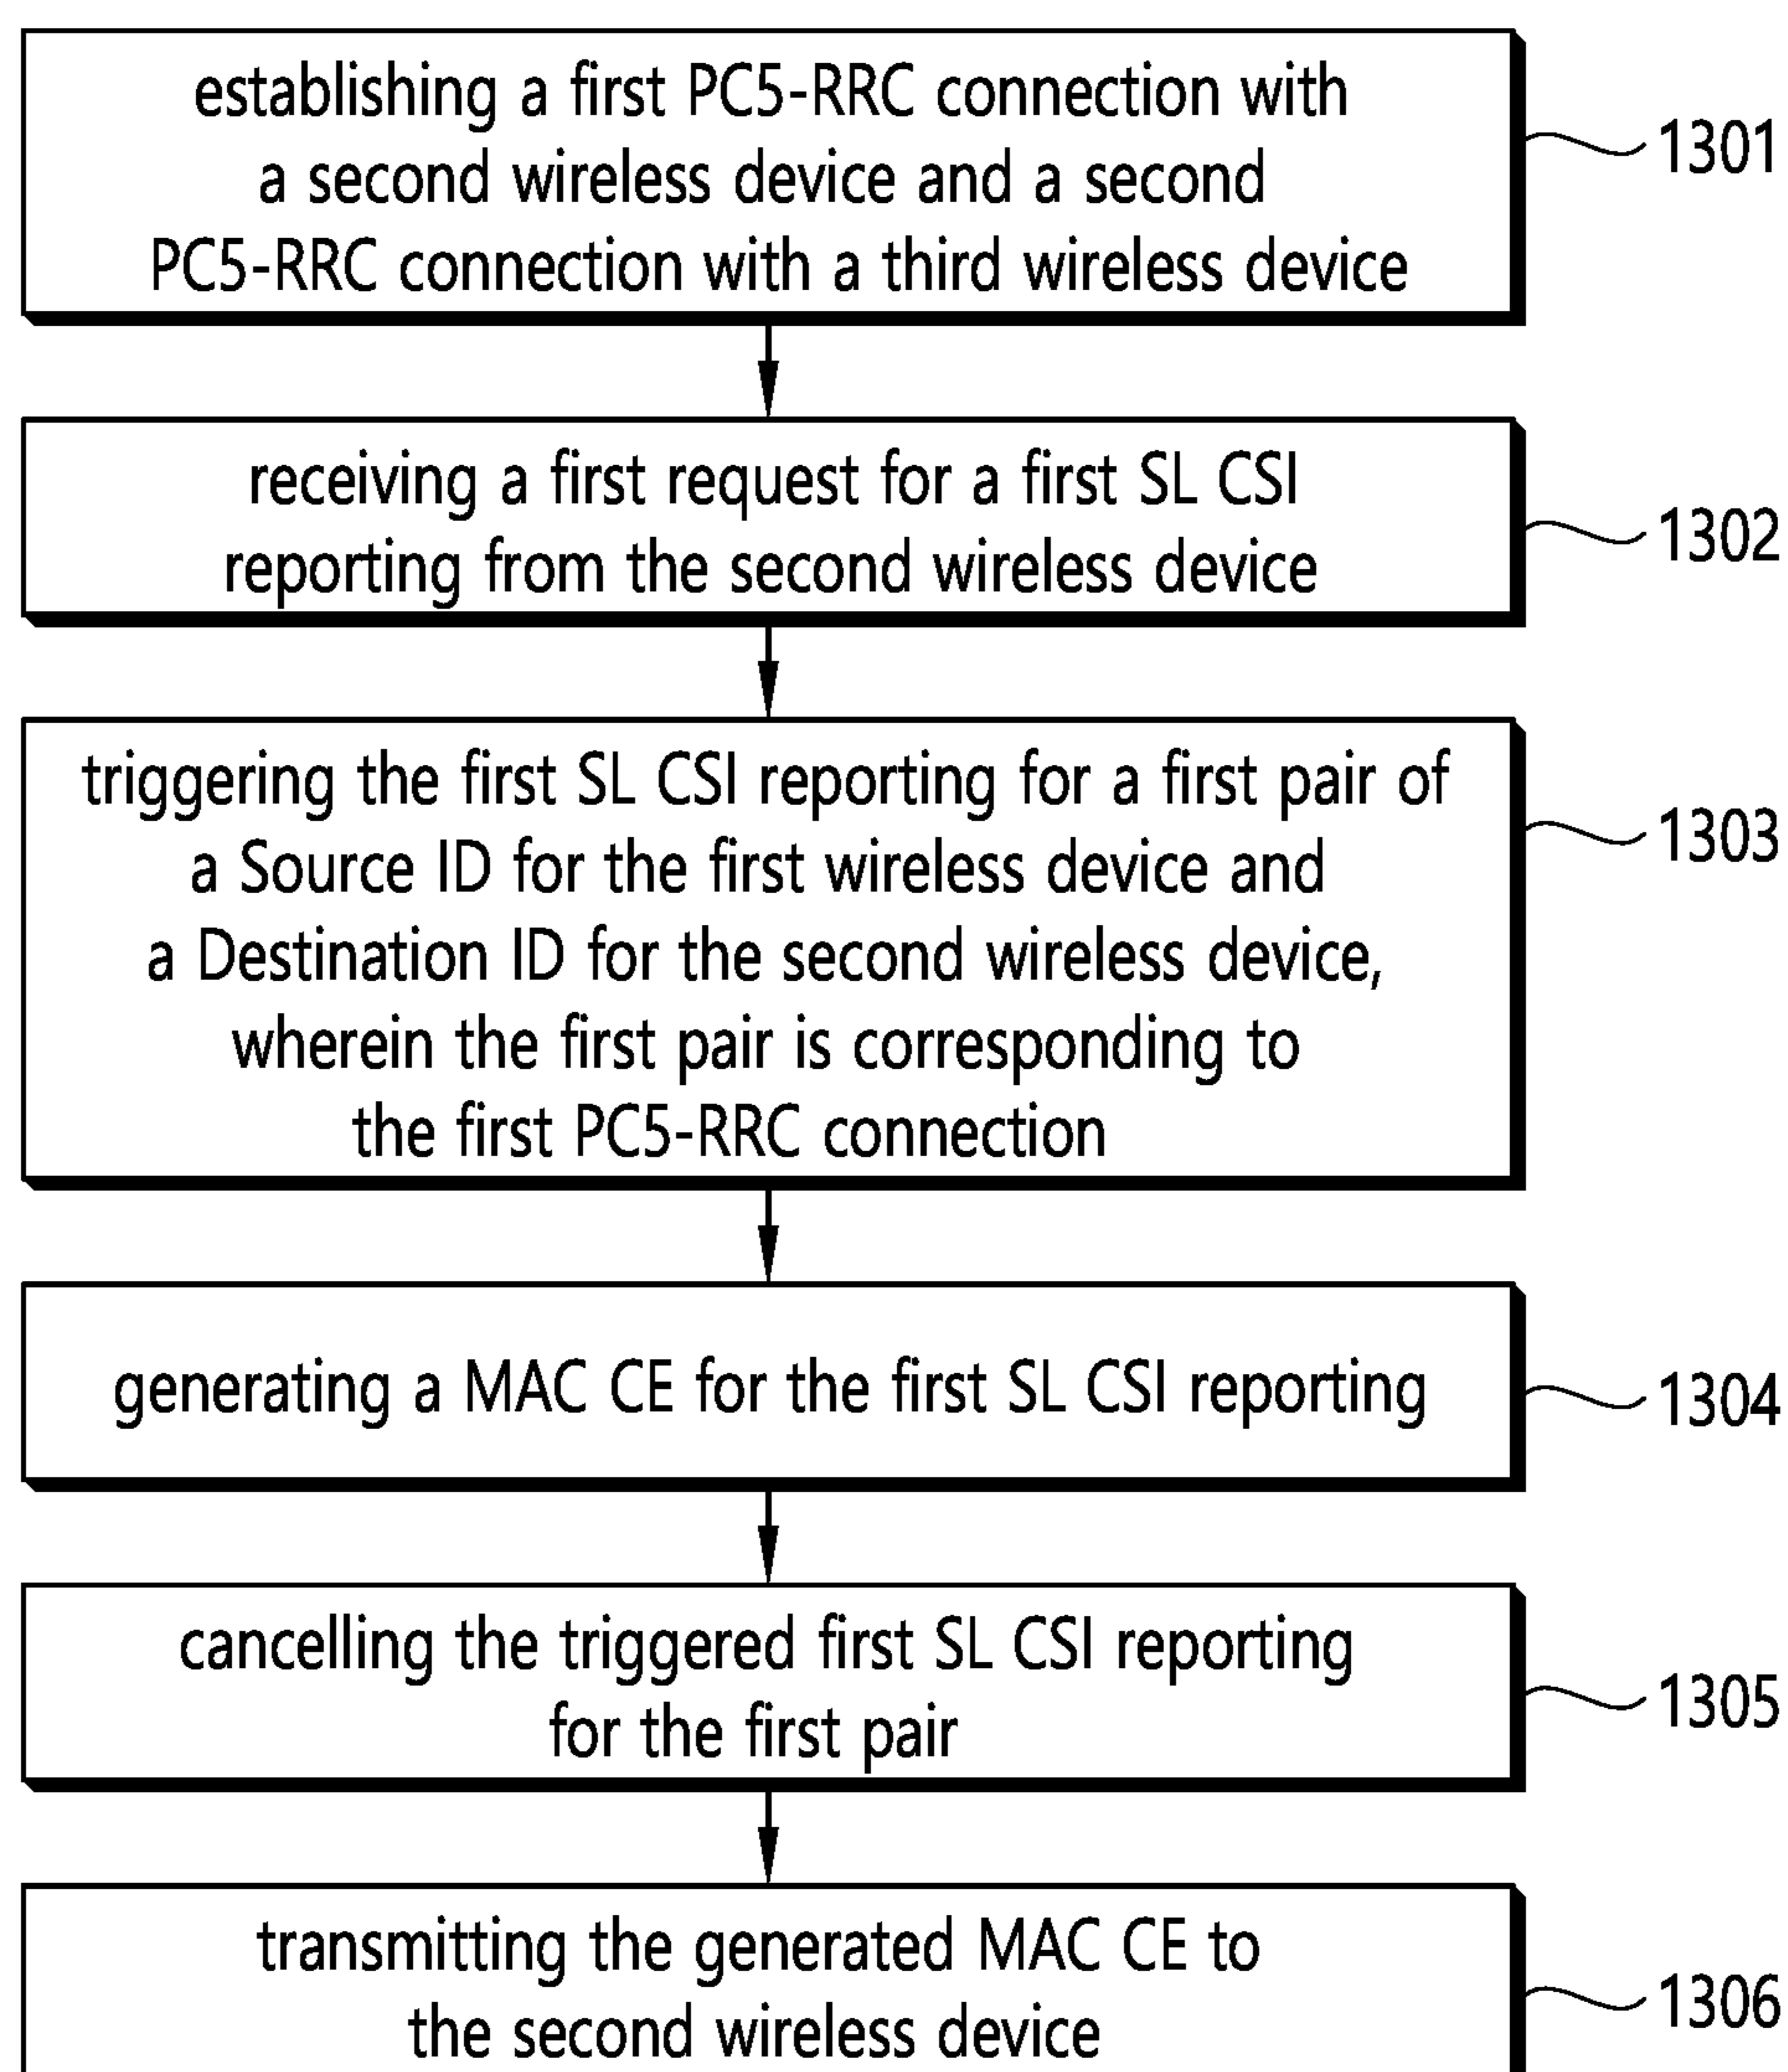 establishing a first PC5-RRC connection with
a second wireless device and a second
PC5-RRC connection with a third wireless device
1301
receiving a first request for a first SL CSI
reporting from the second wireless device
1302
triggering the first SL CSI reporting for a first pair of
a Source ID for the first wireless device and
a Destination ID for the second wireless device,
wherein the first pair is corresponding to
the first PC5-RRC connection
1303
generating a MAC CE for the first SL CSI reporting
1304
cancelling the triggered first SL CSI reporting
for the first pair
1305
transmitting the generated MAC CE to
the second wireless device
1306